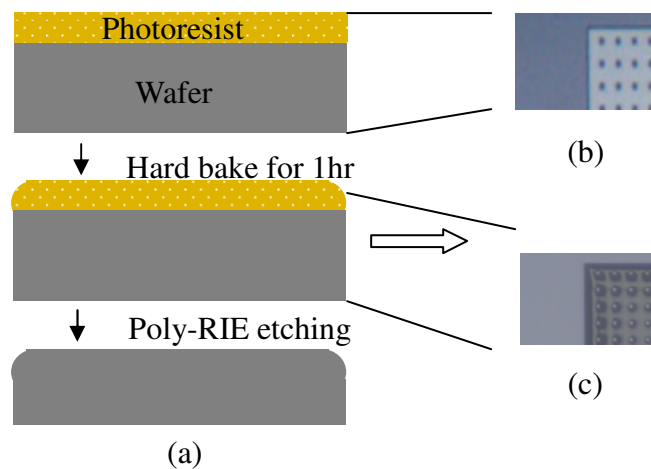 Photoresist
Wafer
(b)
Hard bake for 1hr
Poly-RIE etching
(c)
(a)